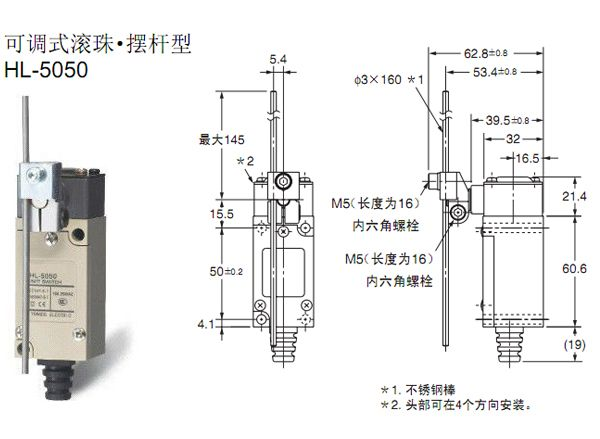 可调式滚珠•摆杆型
HL-5050
5.4
62.8±0.8
φ3×160 *1
53.4±0.8
39.5±0.8
32
16.5
最大145
*2
M5(长度为16)
内六角螺栓
21.4
15.5
M5(长度为16)
内六角螺栓
50±0.2
60.6
4.1
(19)
HL-5050
LIMIT SWITCH
*1. 不锈钢棒
*2. 头部可在4个方向安装。